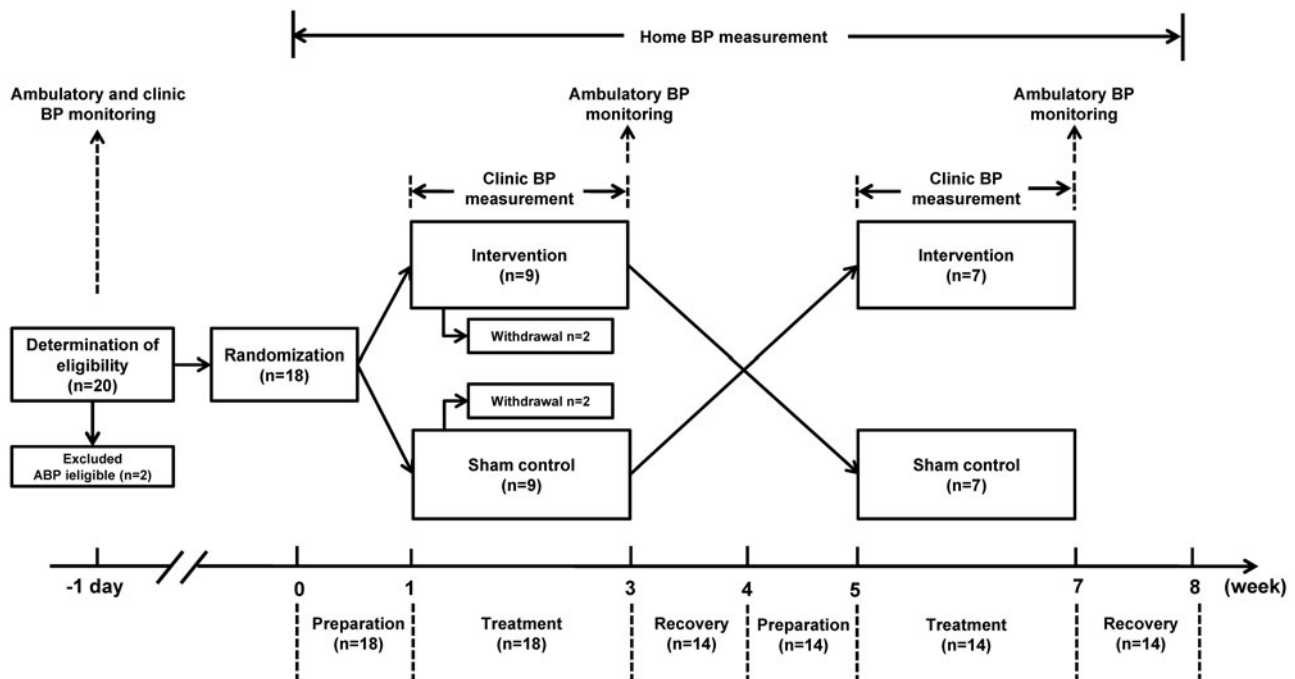 Home BP measurement
Ambulatory and clinic
BP monitoring
Ambulatory BP
monitoring
Ambulatory BP
monitoring
Clinic BP
measurement
Clinic BP
measurement
Intervention
(n=9)
Intervention
(n=7)
Withdrawal n=2
Determination of
eligibility
(n=20)
Randomization
(n=18)
Withdrawal n=2
Excluded
ABP ieligible (n=2)
Sham control
(n=9)
Sham control
(n=7)
-1 day
0
1
3
4
5
7
8
(week)
Preparation
(n=18)
Treatment
(n=18)
Recovery
(n=14)
Preparation
(n=14)
Treatment
(n=14)
Recovery
(n=14)